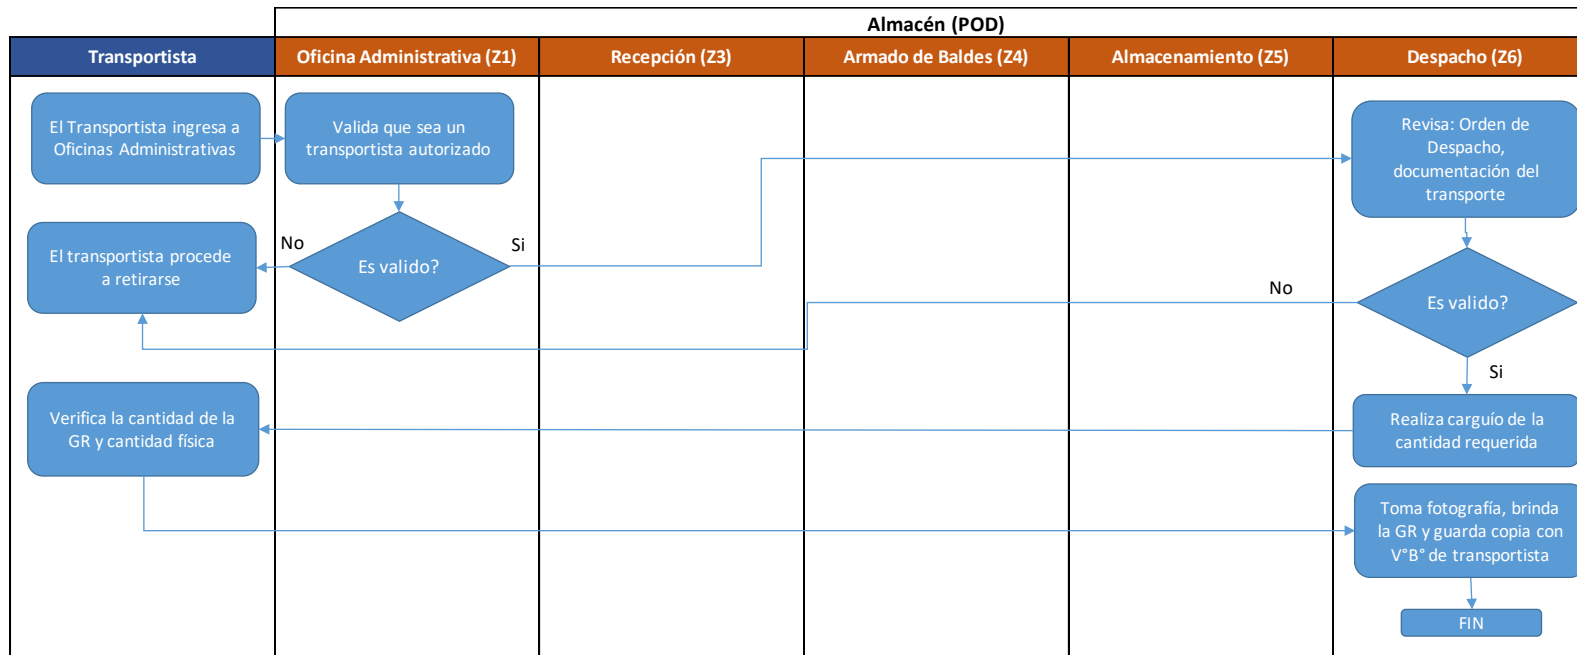 Almacén (POD)
Transportista
Oficina Administrativa (Z1)
Recepción (Z3)
Armado de Baldes (Z4)
Almacenamiento (Z5)
Despacho (Z6)
El Transportista ingresa a
Oficinas Administrativas
Valida que sea un
transportista autorizado
Revisa: Orden de
Despacho,
documentación del
transporte
No
Es valido?
Si
El transportista procede
a retirarse
No
Es valido?
Si
Verifica la cantidad de la
GR y cantidad física
Realiza carguío de la
cantidad requerida
Toma fotografía, brinda
la GR y guarda copia con
V°B° de transportista
FIN